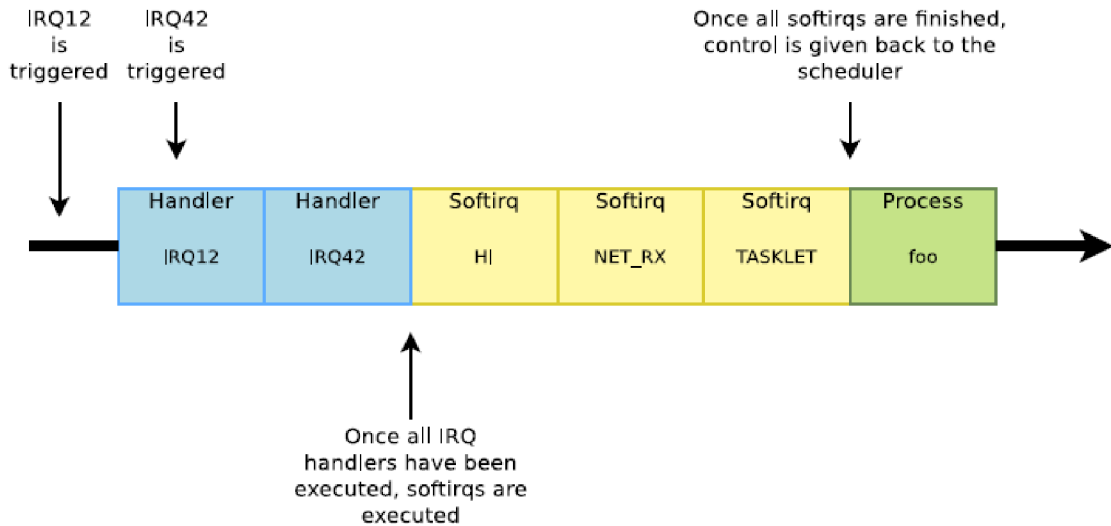 IRQ12
is
triggered
IRQ42
is
triggered
Once all softirqs are finished,
control is given back to the
scheduler
Handler
IRQ12
Handler
IRQ42
Softirq
HI
Softirq
NET_RX
Softirq
TASKLET
Process
foo
Once all IRQ
handlers have been
executed, softirqs are
executed